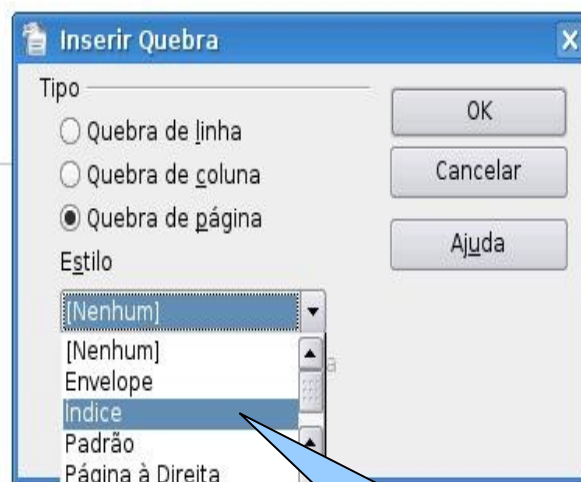 Inserir Quebra
Tipo
Quebra de linha
Quebra de coluna
Quebra de página
OK
Cancelar
Ajuda
Estilo
[Nenhum]
[Nenhum]
Envelope
Índice
Padrão
Página à Direita